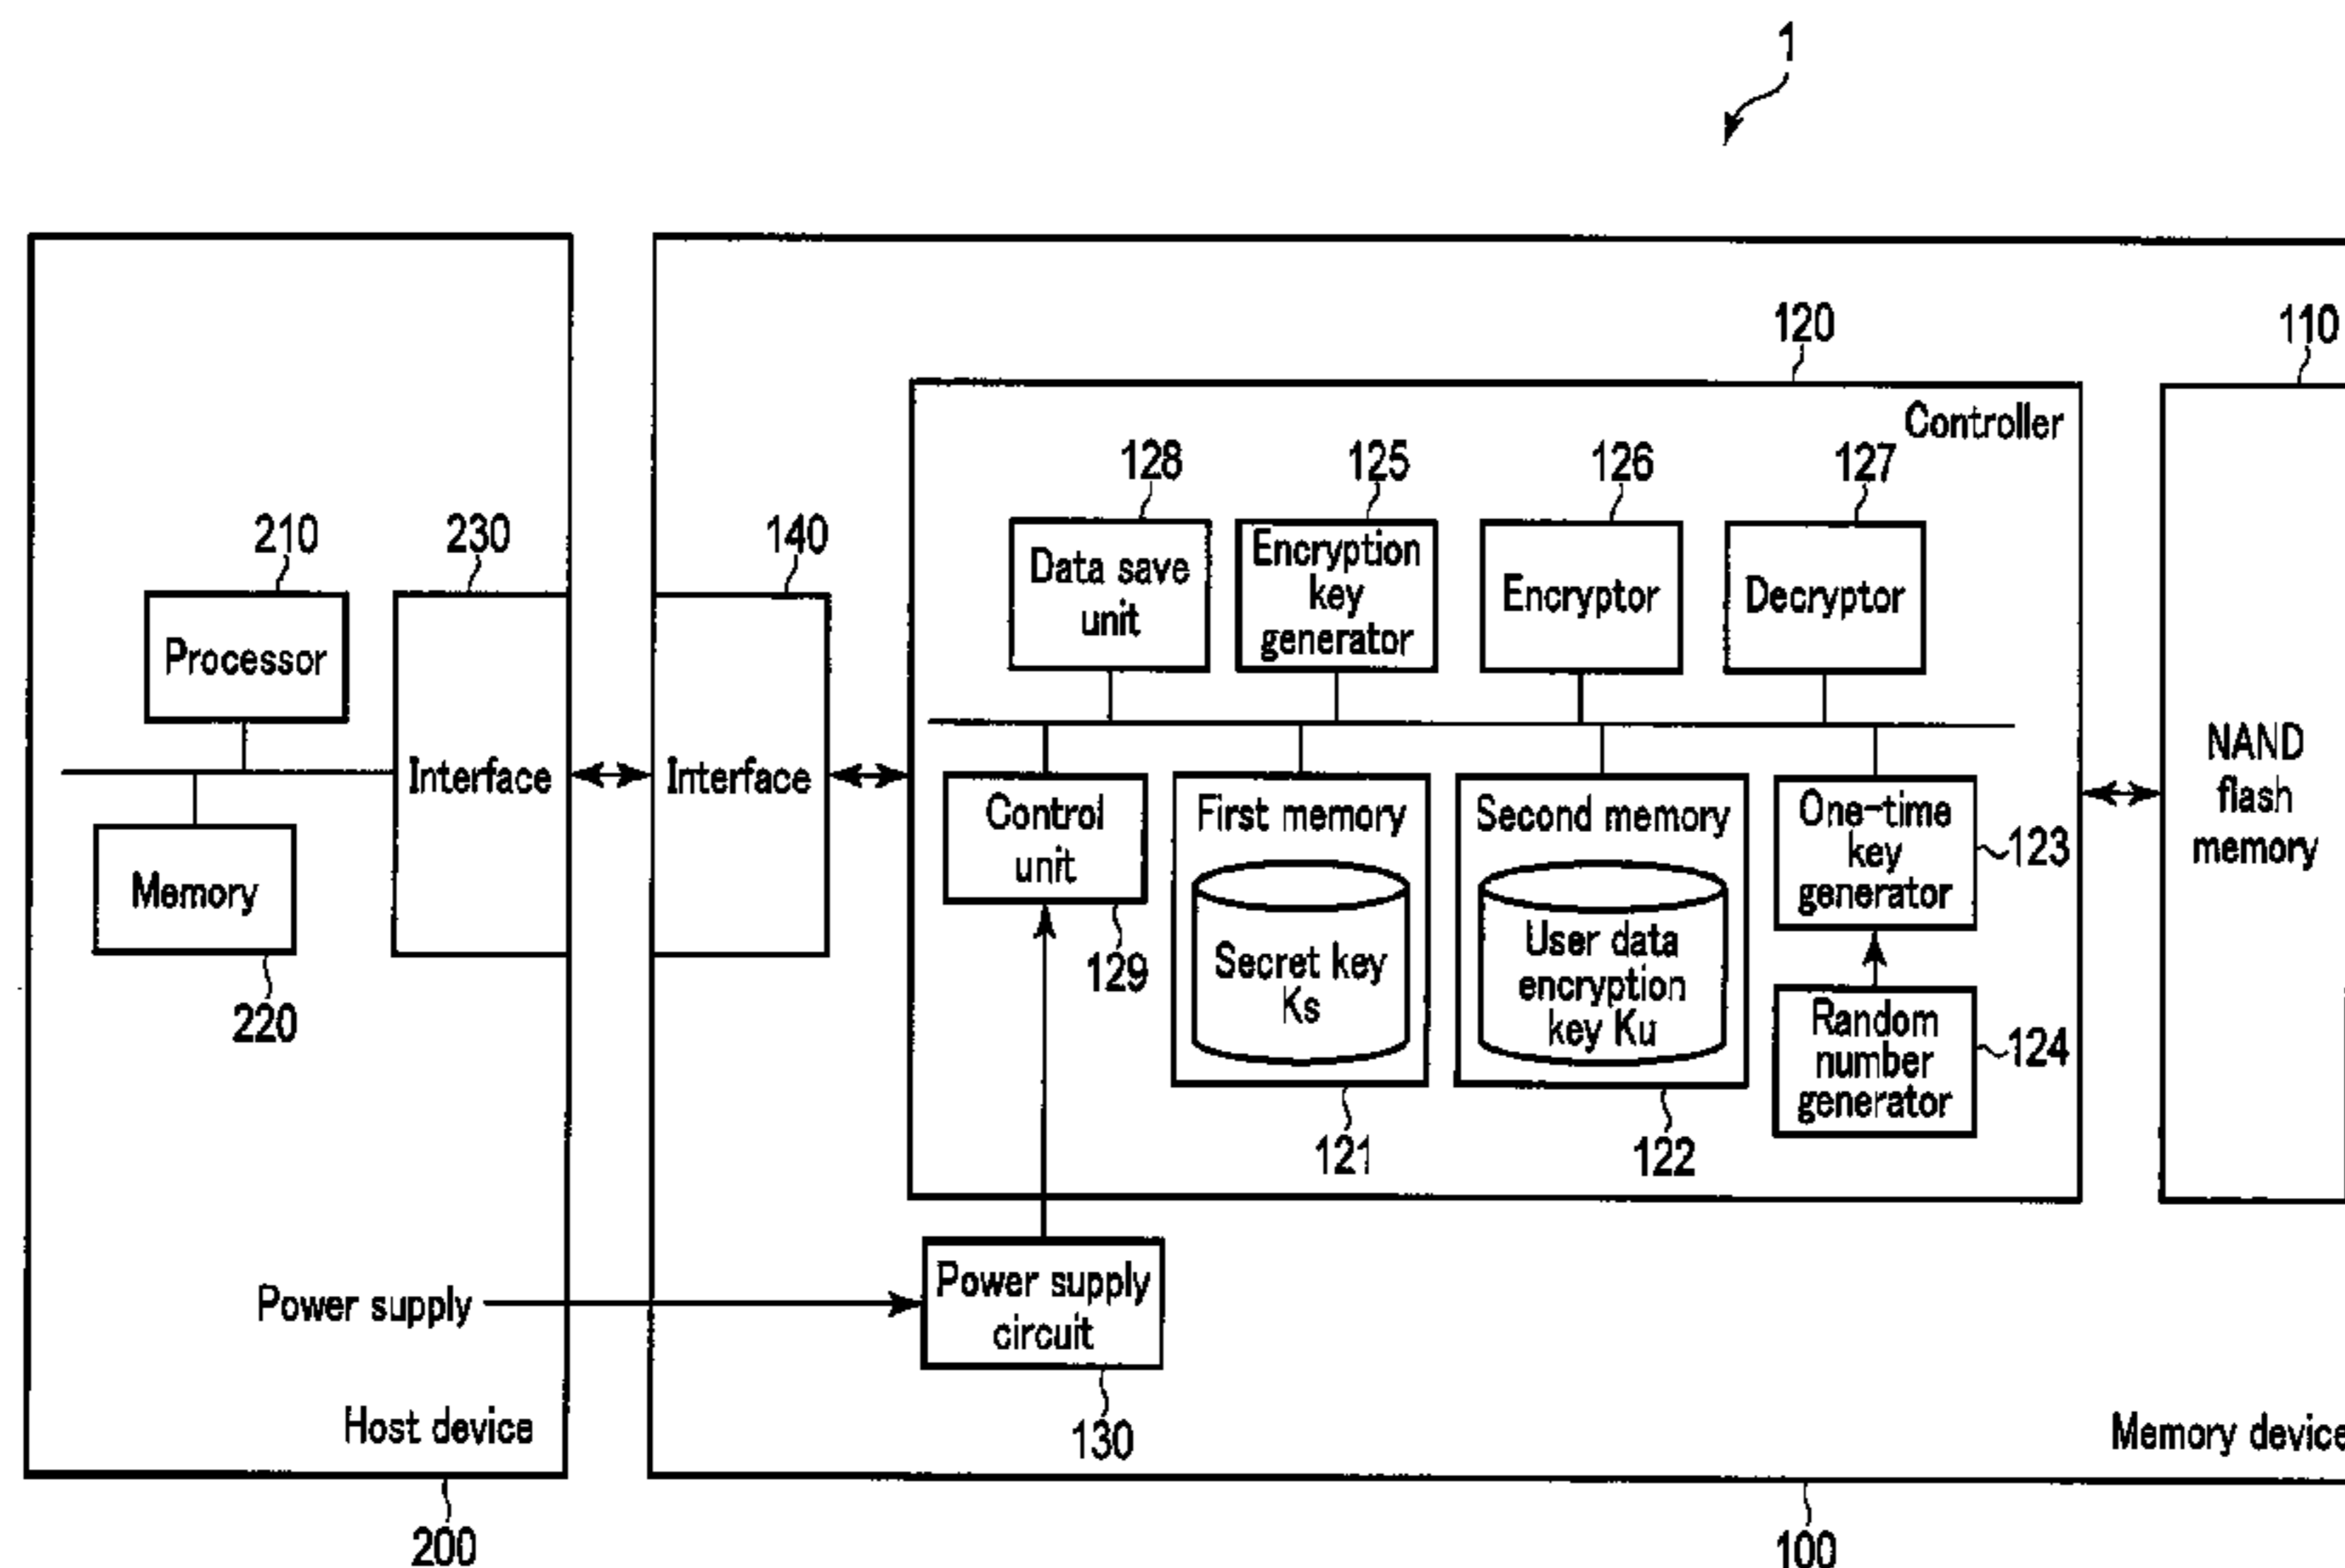 1
120
110
Controller
128
125
126
127
210
230
140
Data save
unit
Encryption
key
generator
Encryptor
Decryptor
Processor
Interface
Interface
Control
unit
First memory
Second memory
One-time
key
generator
123
NAND
flash
memory
Memory
220
129
Secret key
Ks
User data
encryption
key Ku
Random
number
generator
124
121
122
Power supply
Power supply
circuit
130
Host device
Memory device
200
100